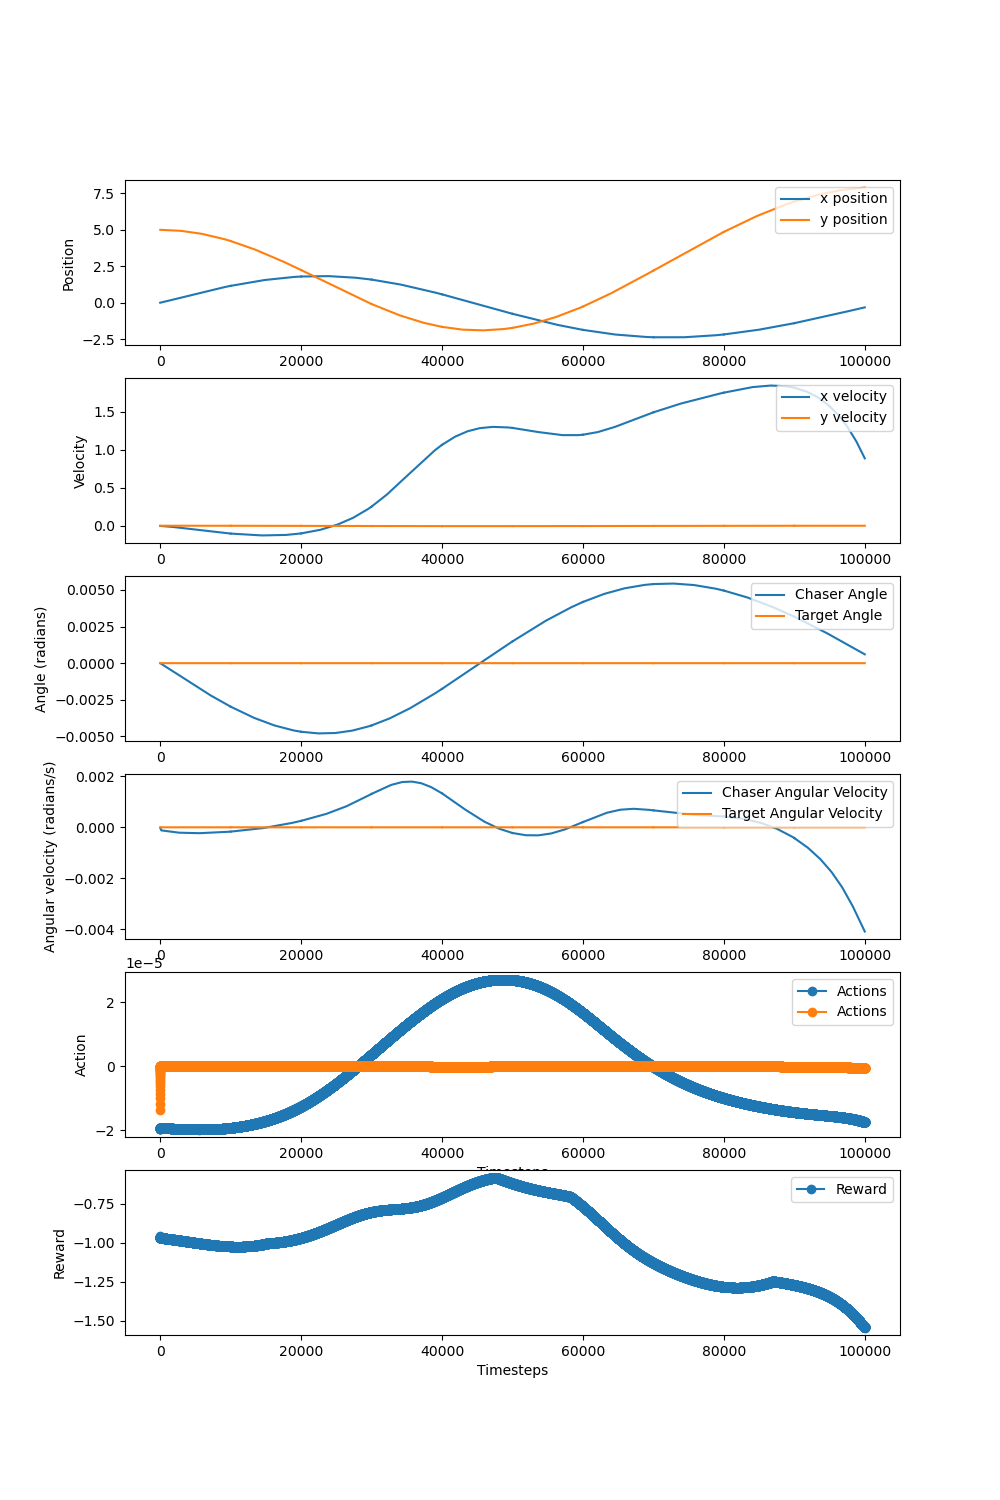 7.5
5.0
2.5
0.0
−2.5
Position
x position
y position
0 20000 40000 60000 80000 100000
1.5
1.0
0.5
0.0
Velocity
x velocity
y velocity
0 20000 40000 60000 80000 100000
0.0050
0.0025
0.0000
−0.0025
−0.0050
Angle (radians)
Chaser Angle
Target Angle
0 20000 40000 60000 80000 100000
0.002
0.000
−0.002
−0.004
Angular velocity (radians/s)
Chaser Angular Velocity
Target Angular Velocity
0 20000 40000 60000 80000 100000
1e−5
2
0
−2
Action
Actions
Actions
0 20000 40000 60000 80000 100000
Timesteps
−0.75
−1.00
−1.25
−1.50
Reward
Reward
0 20000 40000 60000 80000 100000
Timesteps